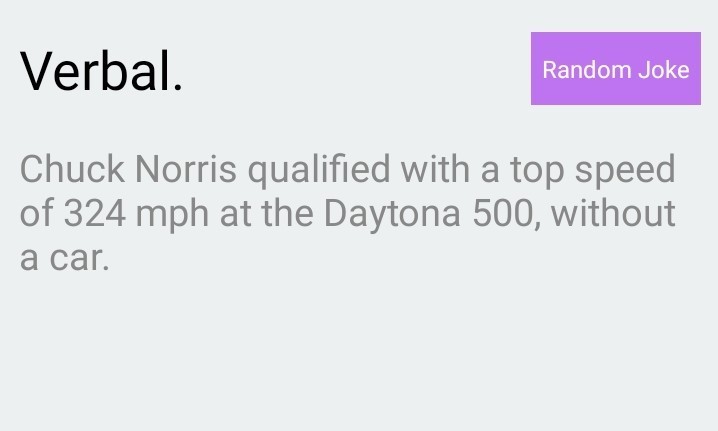 Verbal.
Random Joke
Chuck Norris qualified with a top speed
of 324 mph at the Daytona 500, without
a car.